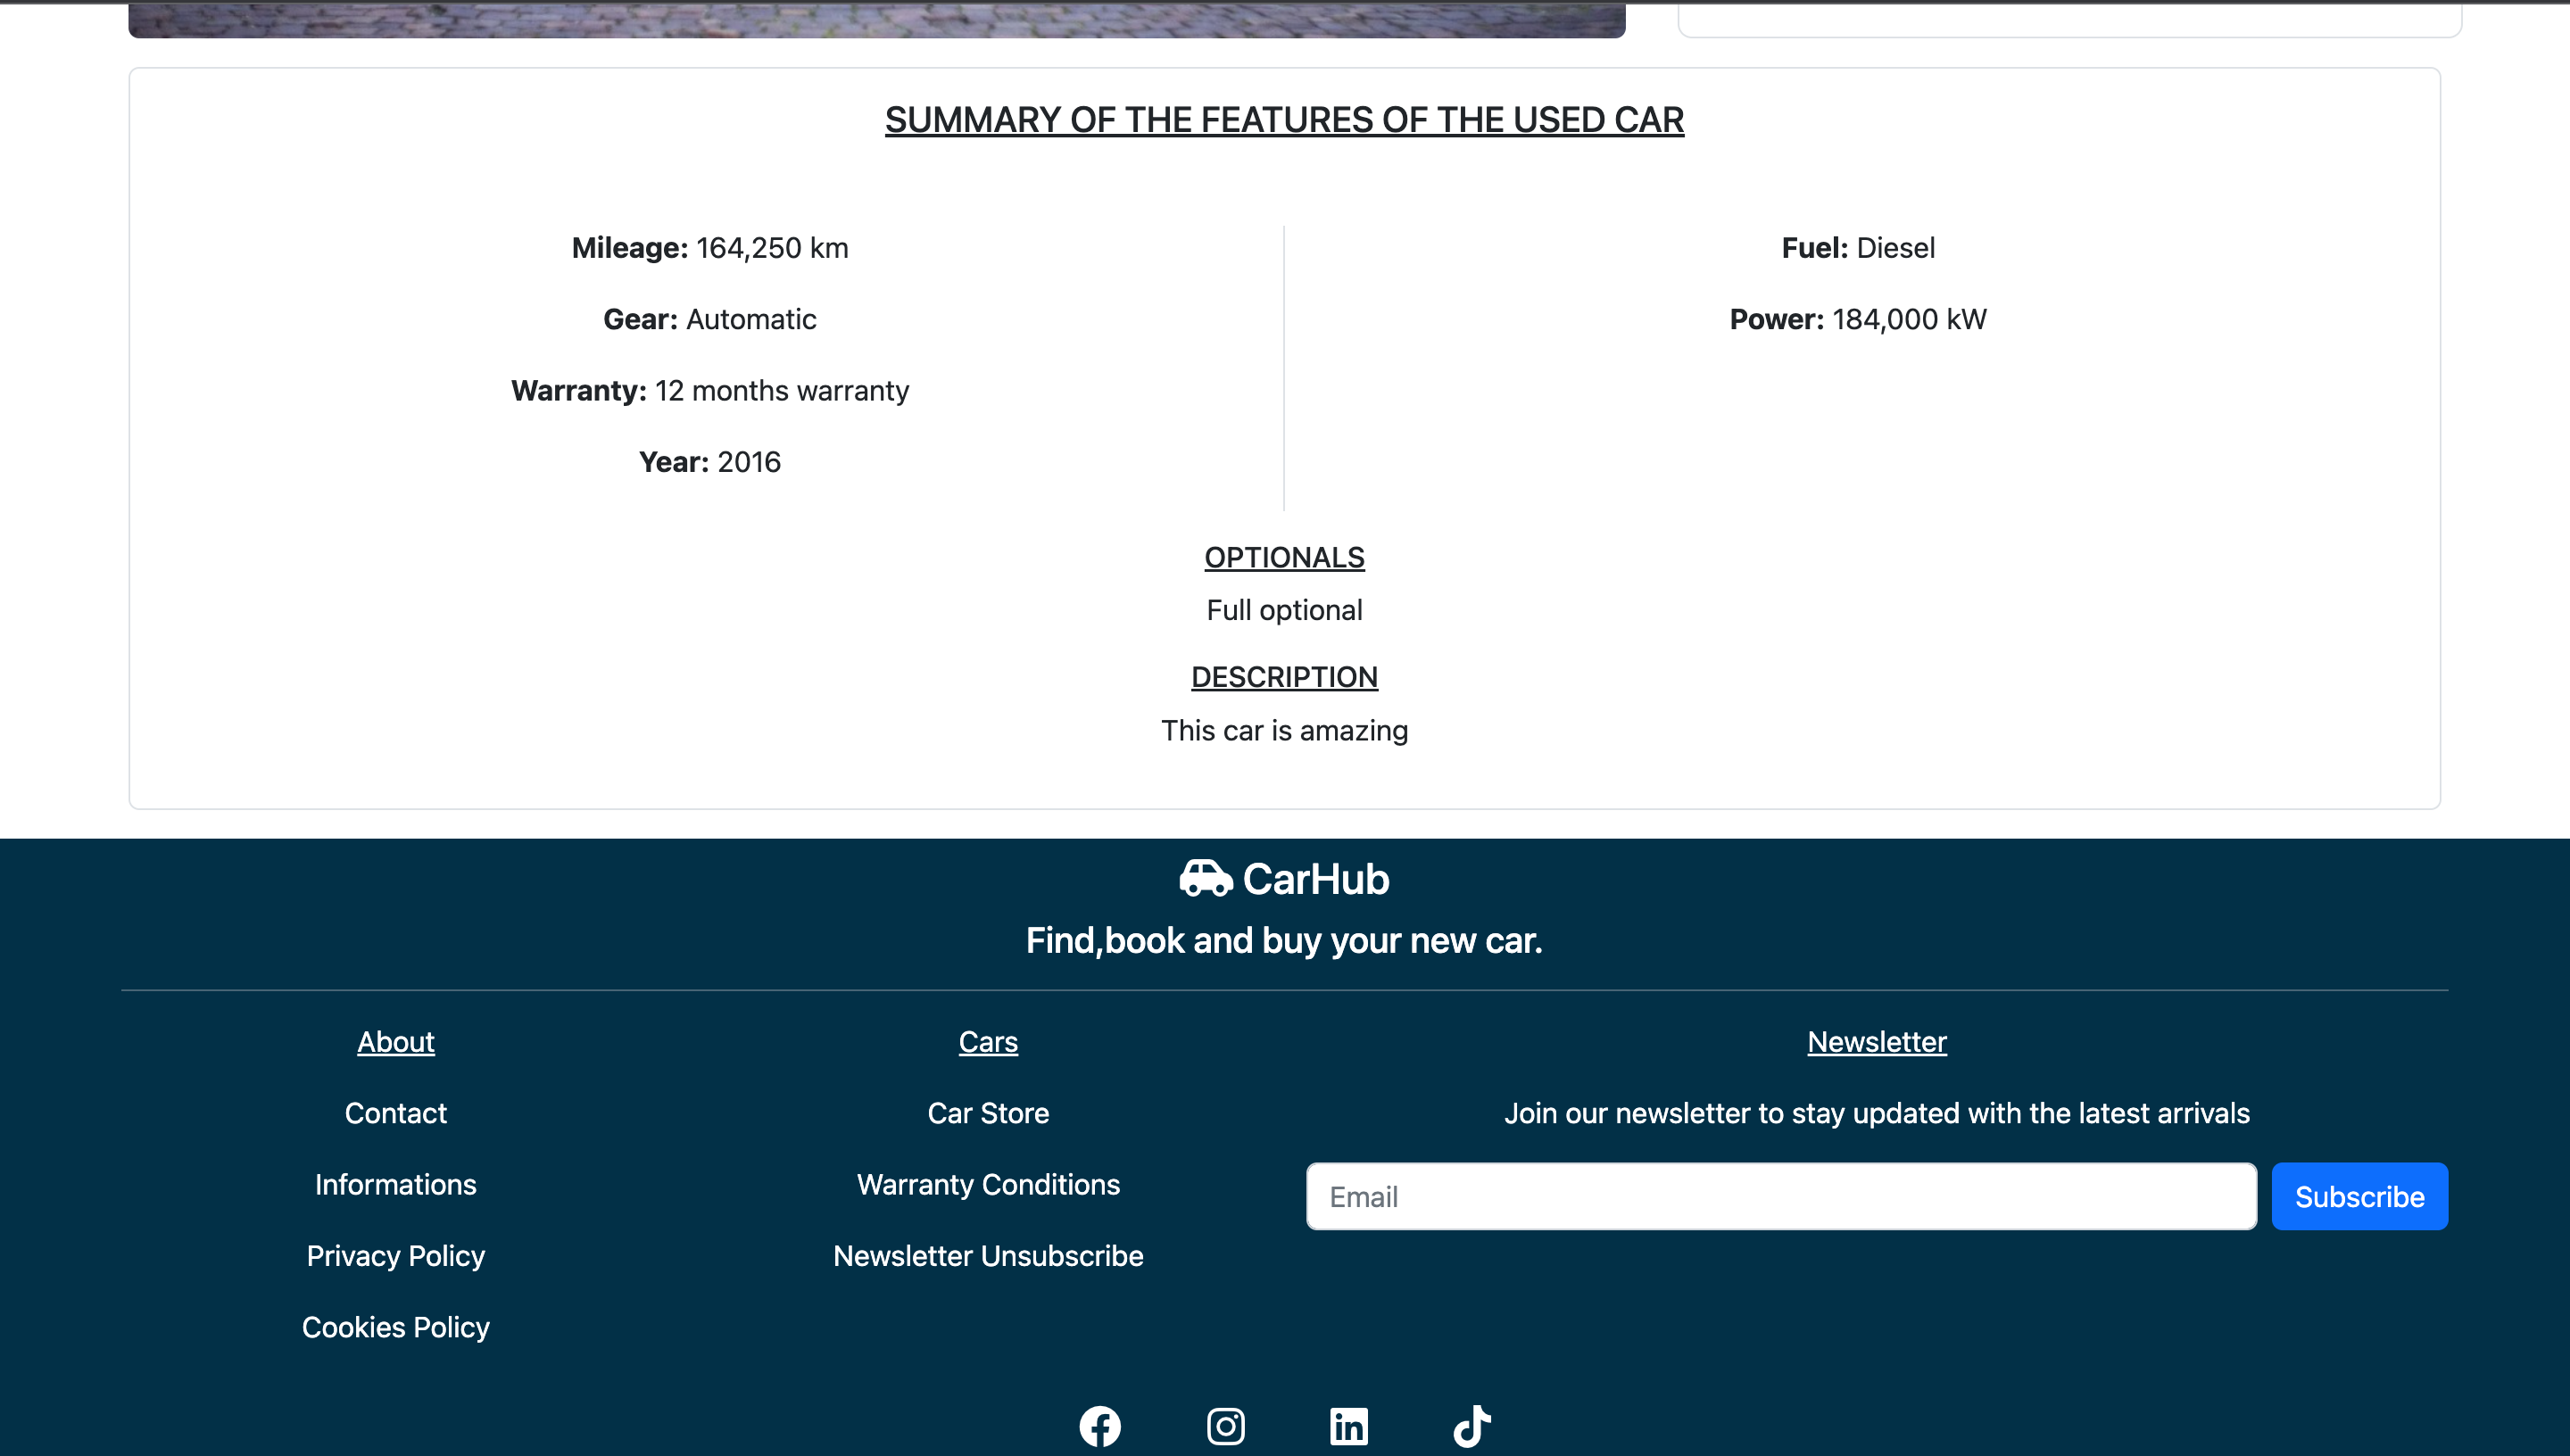 SUMMARY OF THE FEATURES OF THE USED CAR
Mileage: 164,250 km
Gear: Automatic
Warranty: 12 months warranty
Year: 2016
Fuel: Diesel
Power: 184,000 kW
OPTIONALS
Full optional
DESCRIPTION
This car is amazing
CarHub
Find,book and buy your new car.
About
Contact
Informations
Privacy Policy
Cookies Policy
Cars
Car Store
Warranty Conditions
Newsletter Unsubscribe
Newsletter
Join our newsletter to stay updated with the latest arrivals
Email
Subscribe